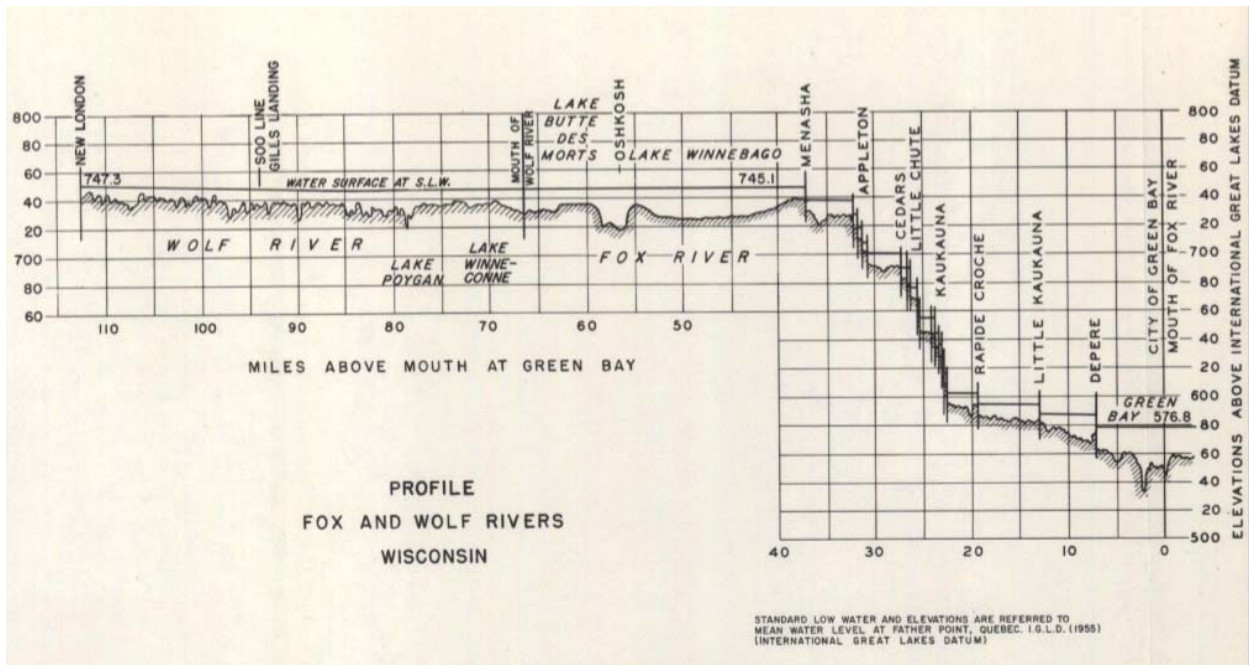 NEW LONDON
SOO LINE
GILLS LANDING
MOUTH OF
WOLF RIVER
LAKE
BUTTE
DES
MORTS
OSHKOSH
LAKE WINNEBAGO
MENASHA
APPLETON
CEDARS
LITTLE CHUTE
KAUKAUNA
RAPIDE CROCHE
LITTLE KAUKAUNA
DEPERE
CITY OF GREEN BAY
MOUTH OF FOX RIVER
800
80
60
40
20
700
80
60
747.3
WATER SURFACE AT S.L.W.
745.1
WOLF RIVER
LAKE
POYGAN
LAKE
WINNE-
CONNE
FOX RIVER
110 100 90 80 70 60 50
MILES ABOVE MOUTH AT GREEN BAY
GREEN
BAY 576.8
800
80
60
40
20
700
80
60
40
20
600
80
60
40
20
500
ELEVATIONS ABOVE INTERNATIONAL GREAT LAKES DATUM
40 30 20 10 0
PROFILE
FOX AND WOLF RIVERS
WISCONSIN
STANDARD LOW WATER AND ELEVATIONS ARE REFERRED TO
MEAN WATER LEVEL AT FATHER POINT, QUEBEC. I.G.L.D. (1955)
(INTERNATIONAL GREAT LAKES DATUM)